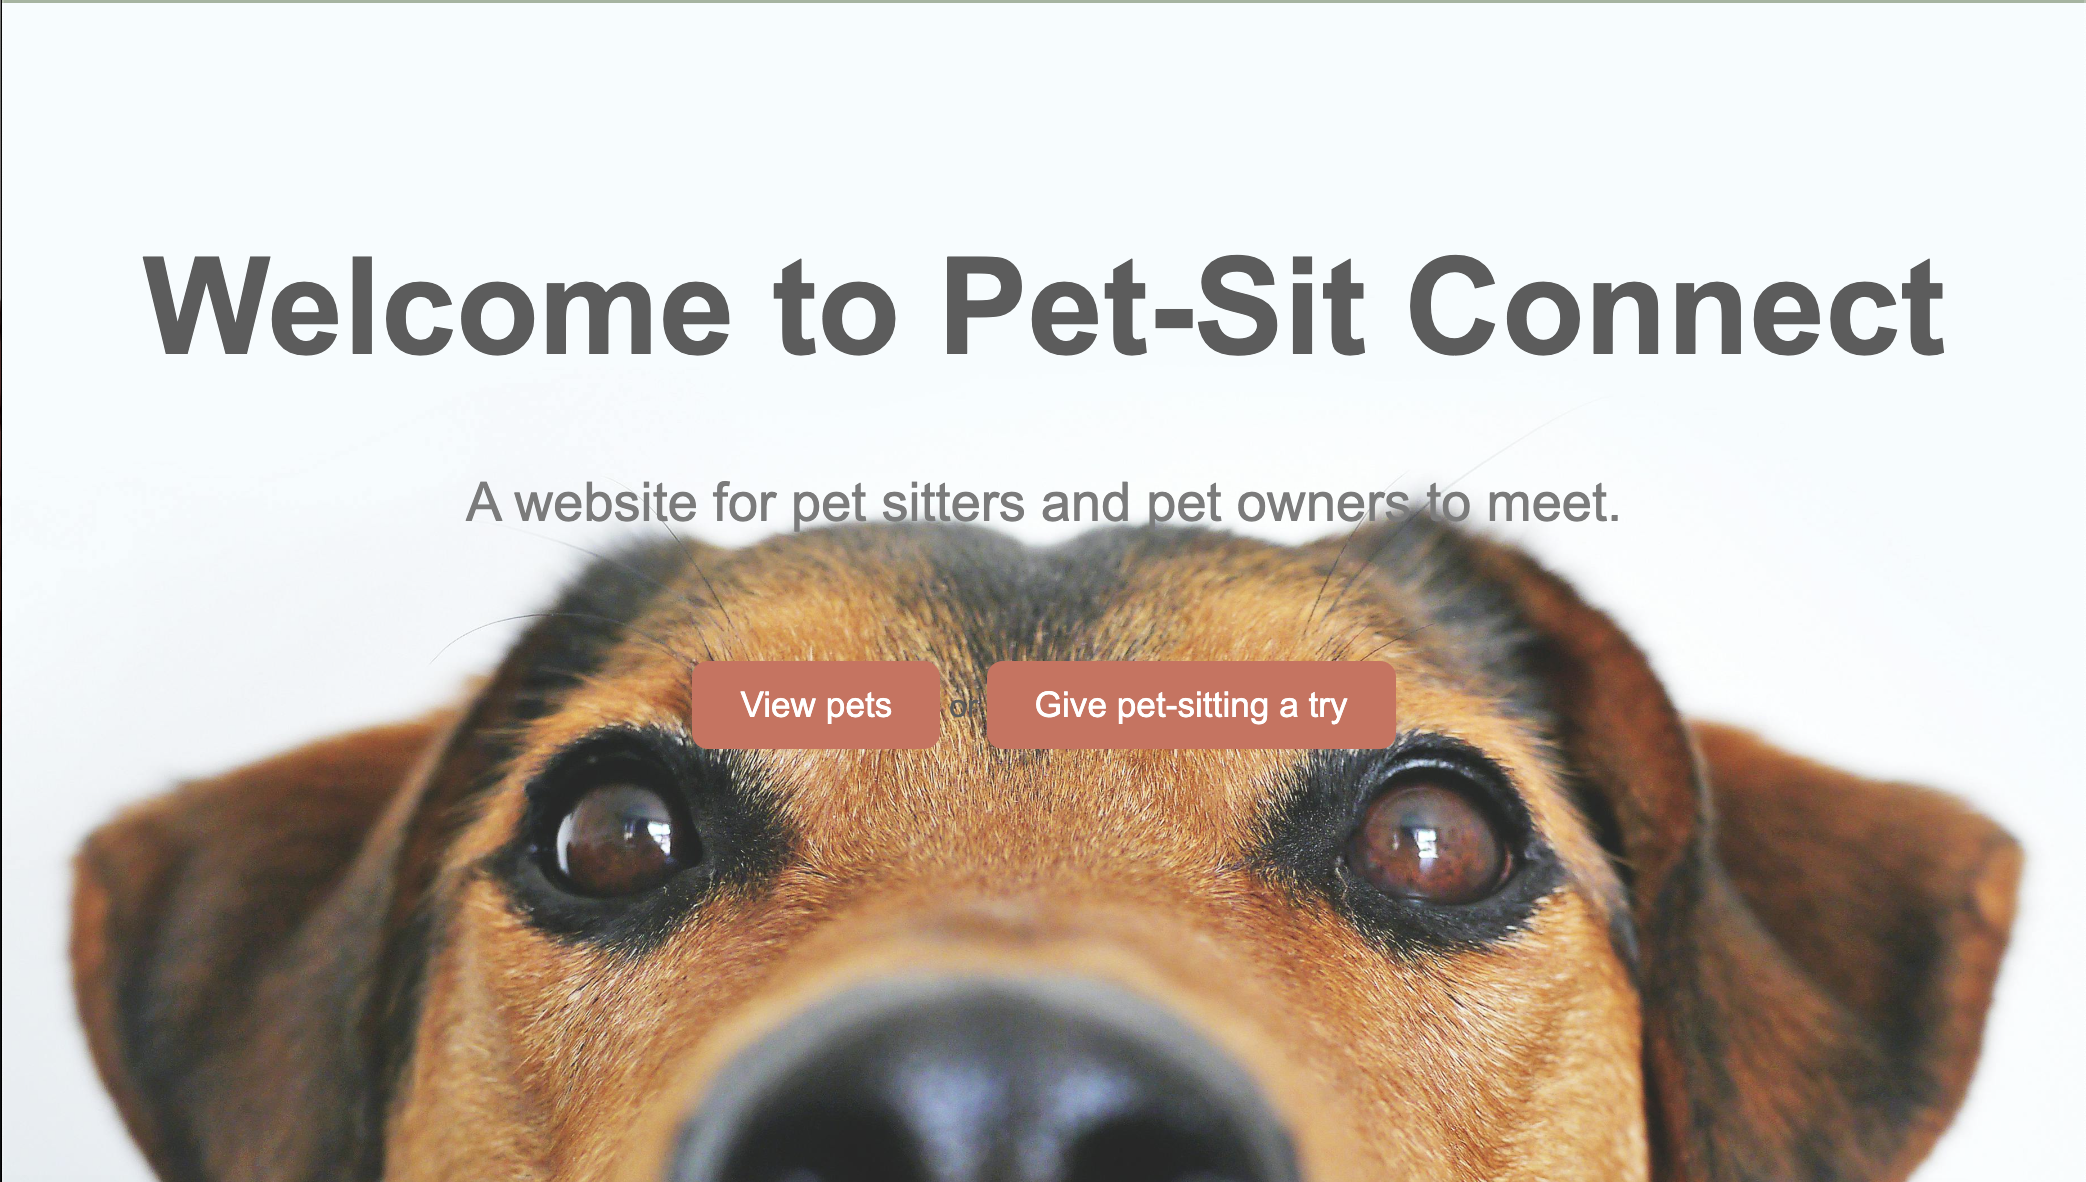 Welcome to Pet-Sit Connect
A website for pet sitters and pet owners to meet.
View pets or Give pet-sitting a try